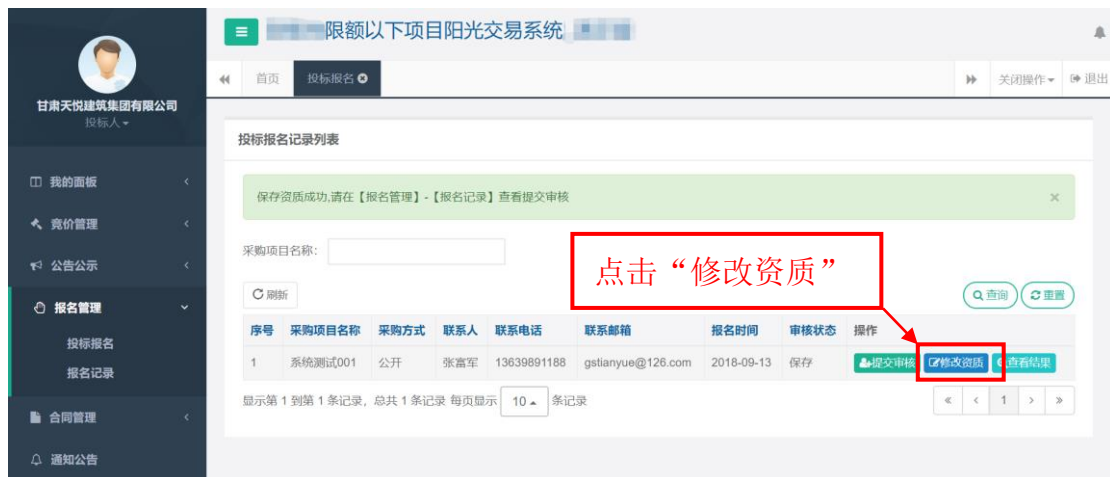 限额以下项目阳光交易系统
首页 投标报名 关闭操作 退出
甘肃天悦建筑集团有限公司
投标人
投标报名记录列表
我的面板
保存资质成功,请在【报名管理】-【报名记录】查看提交审核
竞价管理
采购项目名称:
点击“修改资质”
公告公示
刷新 查询 重置
报名管理
序号 采购项目名称 采购方式 联系人 联系电话 联系邮箱 报名时间 审核状态 操作
投标报名
1 系统测试001 公开 张富军 13639891188 gstianyue@126.com 2018-09-13 保存 提交审核 修改资质 查看结果
报名记录
显示第 1 到第 1 条记录, 总共 1 条记录 每页显示 10 条记录 « ‹ 1 › »
合同管理
通知公告